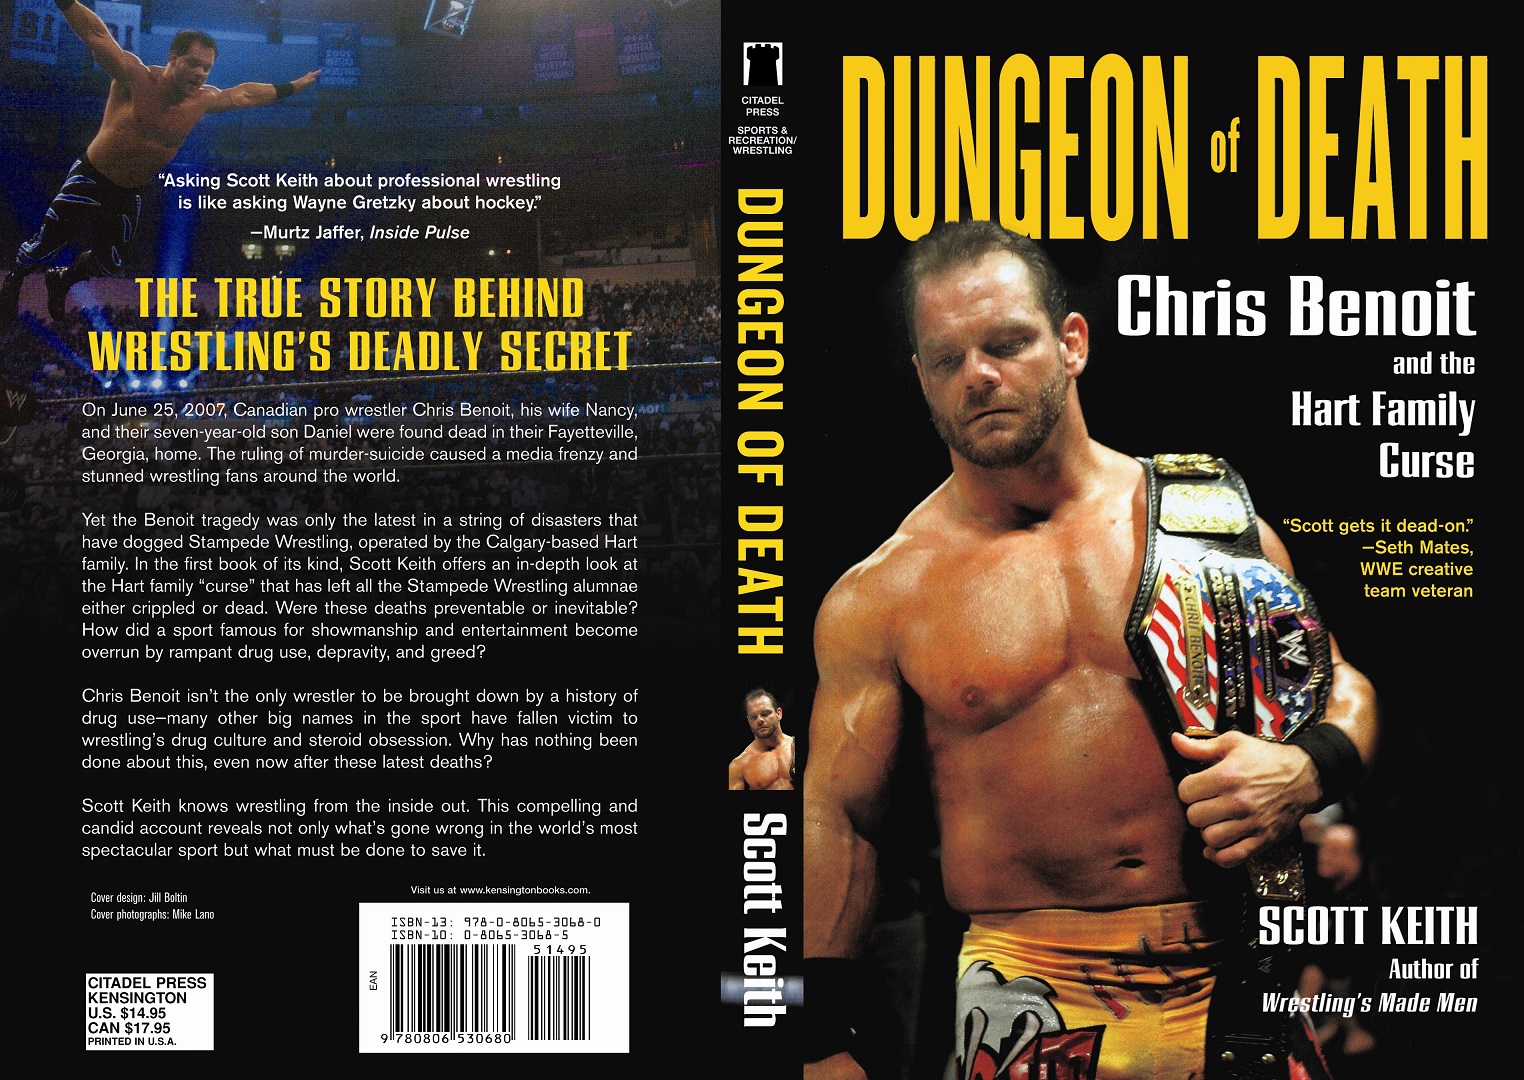 "Asking Scott Keith about professional wrestling
is like asking Wayne Gretzky about hockey."
—Murtz Jaffer, Inside Pulse
THE TRUE STORY BEHIND
WRESTLING'S DEADLY SECRET
On June 25, 2007, Canadian pro wrestler Chris Benoit, his wife Nancy,
and their seven-year-old son Daniel were found dead in their Fayetteville,
Georgia, home. The ruling of murder-suicide caused a media frenzy and
stunned wrestling fans around the world.
Yet the Benoit tragedy was only the latest in a string of disasters that
have dogged Stampede Wrestling, operated by the Calgary-based Hart
family. In the first book of its kind, Scott Keith offers an in-depth look at
the Hart family "curse" that has left all the Stampede Wrestling alumnae
either crippled or dead. Were these deaths preventable or inevitable?
How did a sport famous for showmanship and entertainment become
overrun by rampant drug use, depravity, and greed?
Chris Benoit isn't the only wrestler to be brought down by a history of
drug use—many other big names in the sport have fallen victim to
wrestling's drug culture and steroid obsession. Why has nothing been
done about this, even now after these latest deaths?
Scott Keith knows wrestling from the inside out. This compelling and
candid account reveals not only what's gone wrong in the world's most
spectacular sport but what must be done to save it.
Cover design: Jill Boltin
Cover photographs: Mike Lano
Visit us at www.kensingtonbooks.com.
CITADEL PRESS
KENSINGTON
U.S. $14.95
CAN $17.95
PRINTED IN U.S.A.
ISBN-13: 978-0-8065-3068-0
ISBN-10: 0-8065-3068-5
51495
EAN
9 780806 530680
CITADEL
PRESS
SPORTS &
RECREATION/
WRESTLING
DUNGEON OF DEATH
Scott Keith
DUNGEON of DEATH
Chris Benoit
and the
Hart Family
Curse
"Scott gets it dead-on."
—Seth Mates,
WWE creative
team veteran
CHRIS BENOIT
SCOTT KEITH
Author of
Wrestling's Made Men